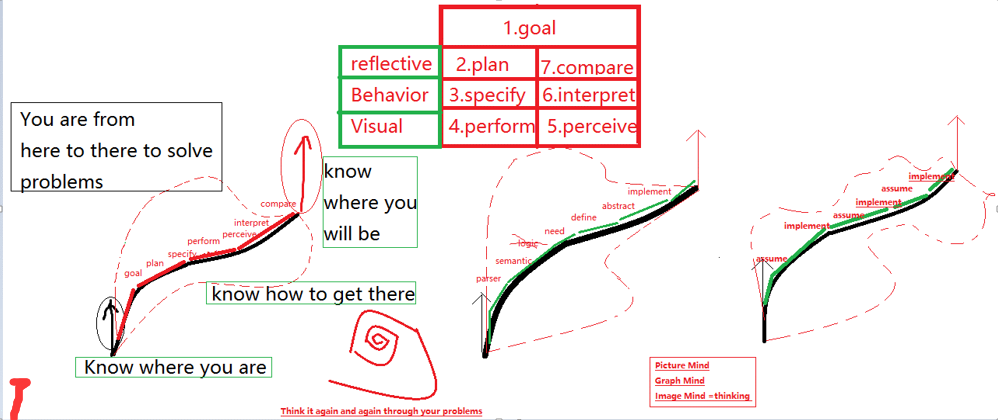 1.goal
reflective 2.plan 7.compare
Behavior 3.specify 6.interpret
Visual 4.perform 5.perceive
You are from
here to there to solve
problems
know
where you
will be
compare
interpret
perceive
perform
specify
plan
goal
know how to get there
Know where you are
implement
abstract
define
need
logic
semantic
parser
implement
assume
implement
assume
implement
assume
Think it again and again through your problems
Picture Mind
Graph Mind
Image Mind =thinking